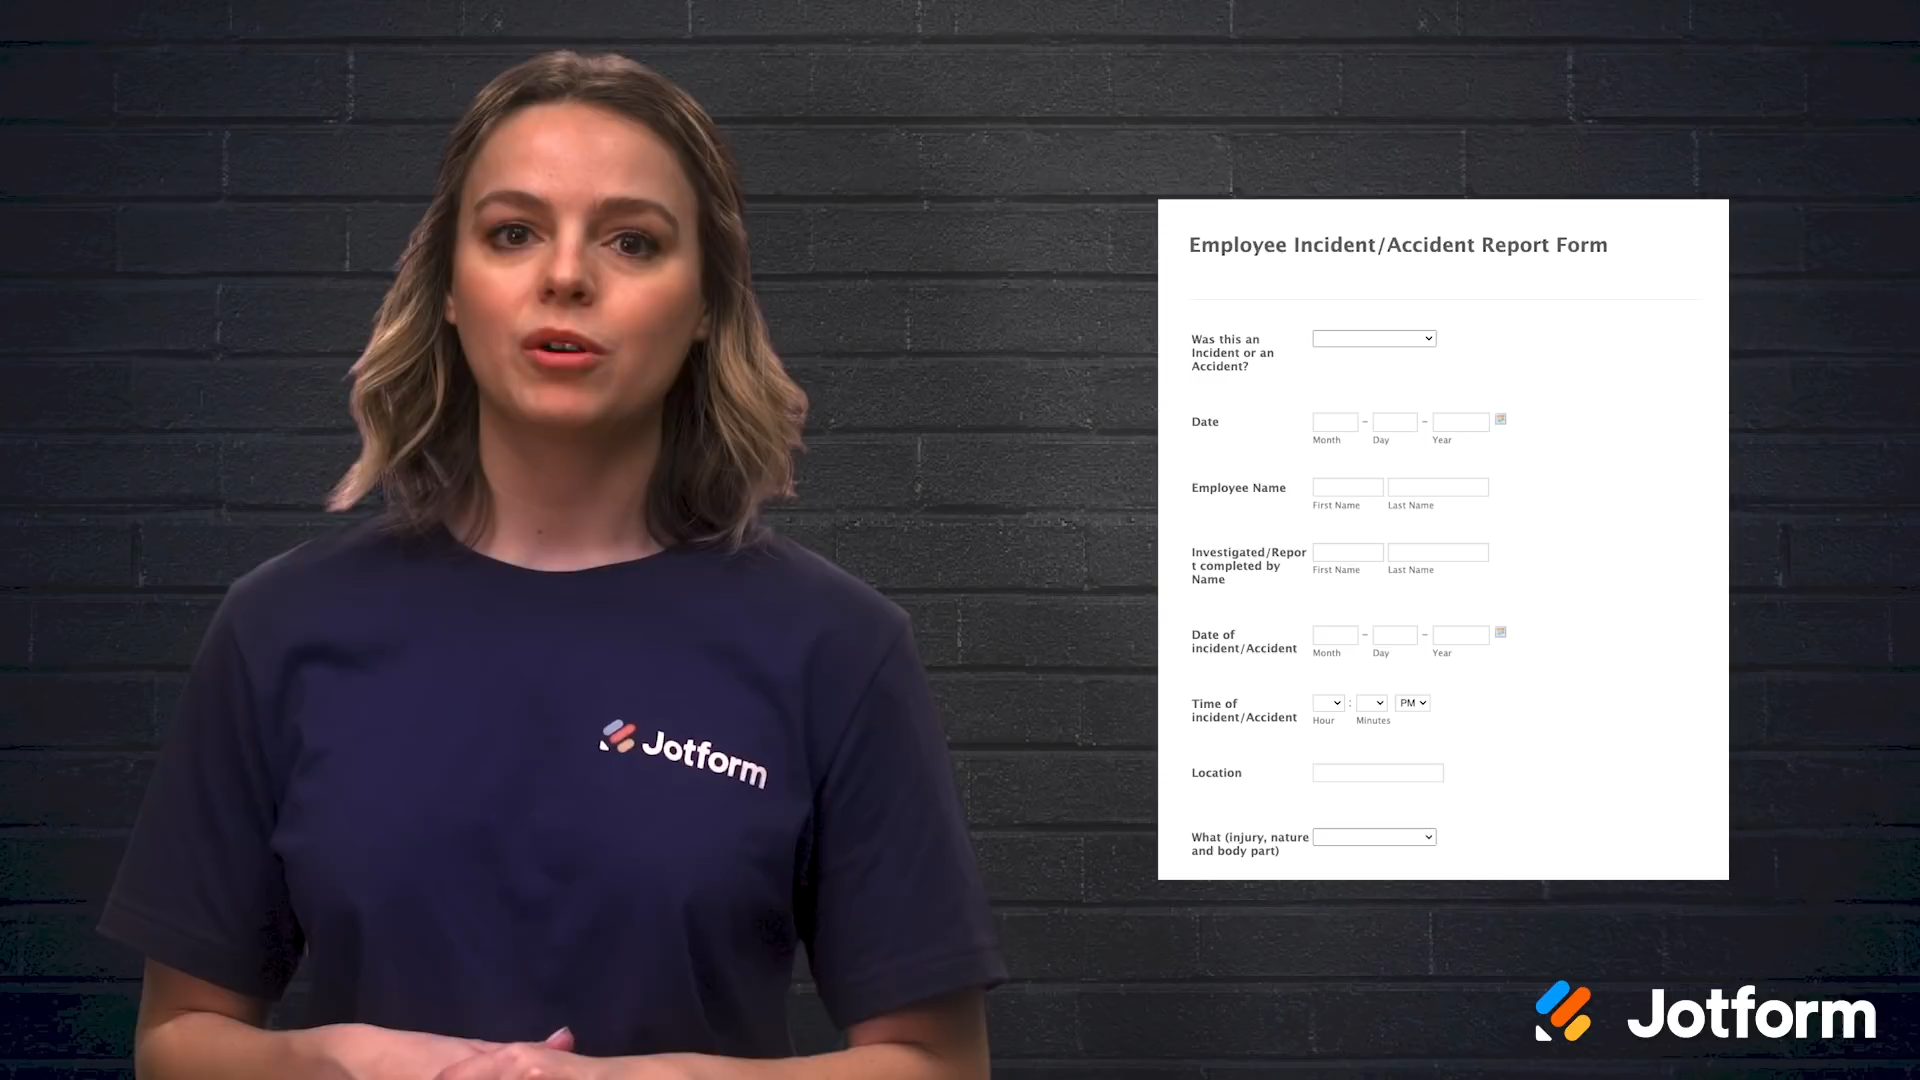 Employee Incident/Accident Report Form
Was this an
Incident or an
Accident?
Date
–
–
Month
Day
Year
Employee Name
First Name
Last Name
Investigated/Repor
t completed by
Name
First Name
Last Name
Date of
incident/Accident
–
–
Month
Day
Year
Time of
incident/Accident
:
PM
Hour
Minutes
Location
What (injury, nature
and body part)
Jotform
Jotform